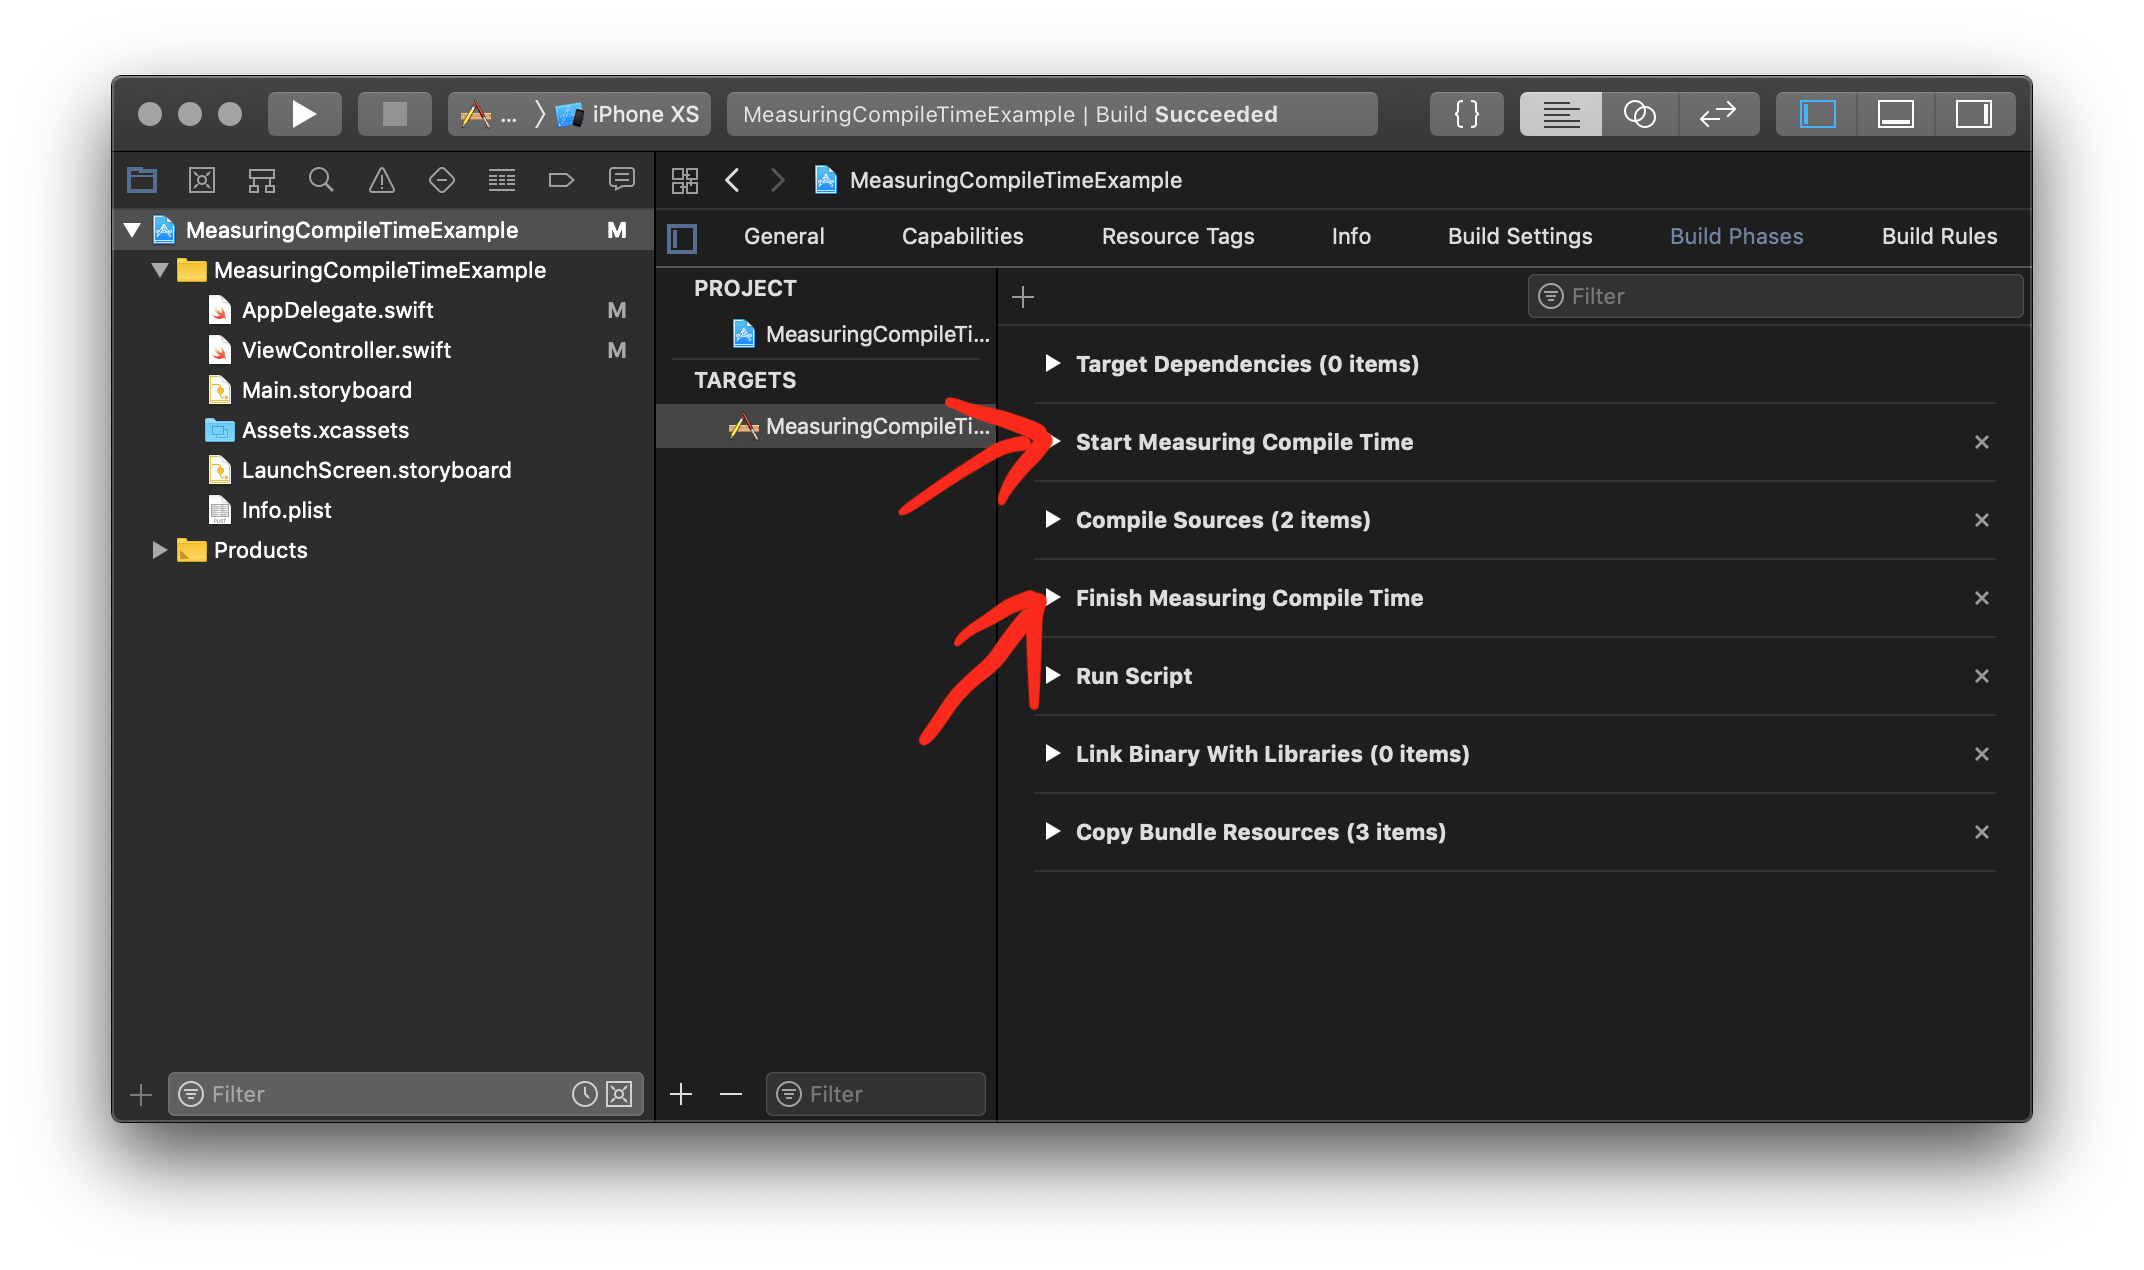 ... iPhone XS MeasuringCompileTimeExample | Build Succeeded { }
MeasuringCompileTimeExample
MeasuringCompileTimeExample M
General Capabilities Resource Tags Info Build Settings Build Phases Build Rules
MeasuringCompileTimeExample
AppDelegate.swift M
ViewController.swift M
Main.storyboard
Assets.xcassets
LaunchScreen.storyboard
Info.plist
Products
Filter
PROJECT
MeasuringCompileTi...
TARGETS
MeasuringCompileTi...
Filter
Filter
Target Dependencies (0 items)
Start Measuring Compile Time
Compile Sources (2 items)
Finish Measuring Compile Time
Run Script
Link Binary With Libraries (0 items)
Copy Bundle Resources (3 items)